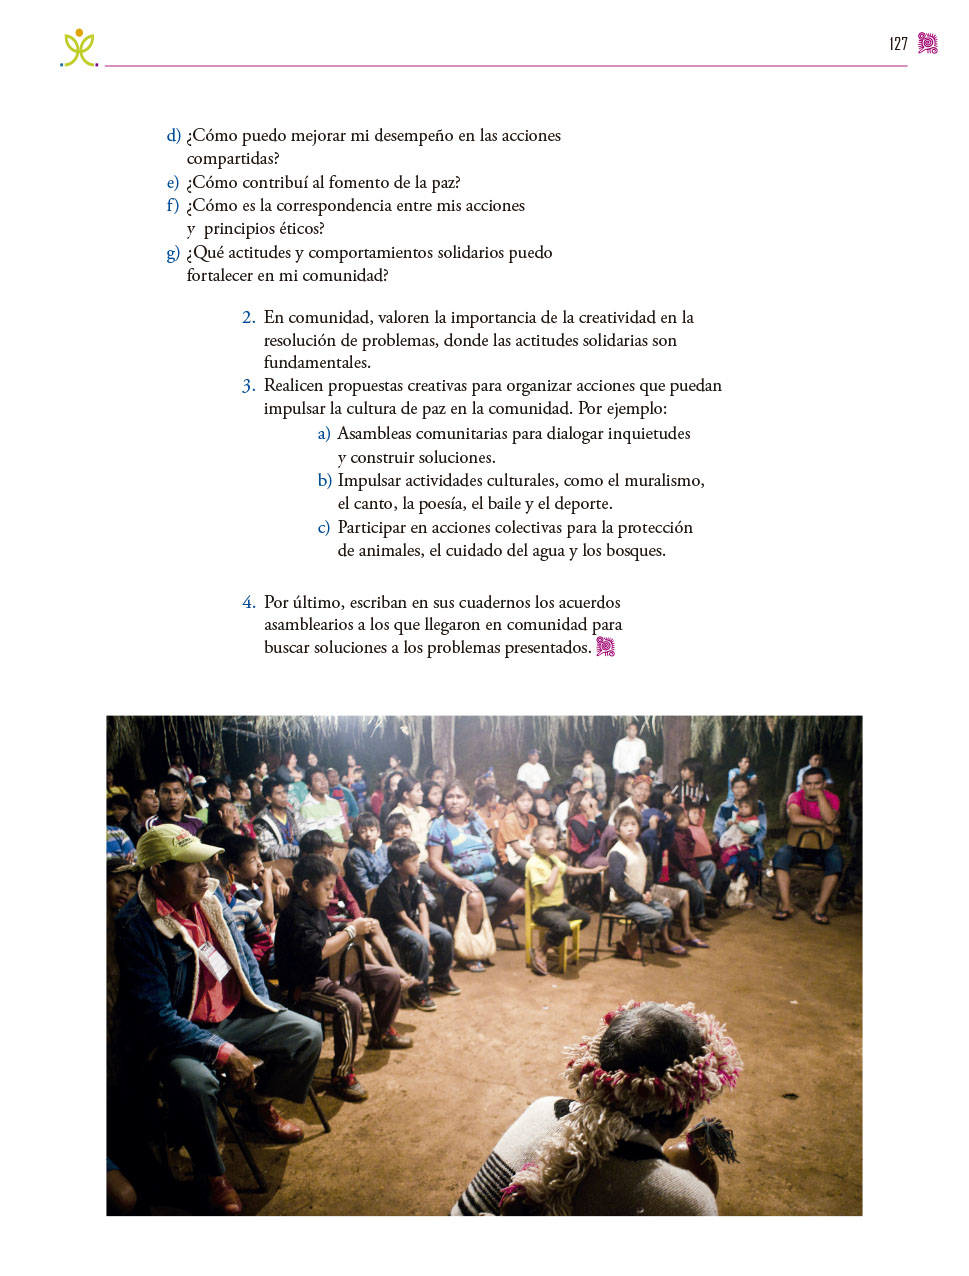 127
d) ¿Cómo puedo mejorar mi desempeño en las acciones
compartidas?
e) ¿Cómo contribuí al fomento de la paz?
f) ¿Cómo es la correspondencia entre mis acciones
y principios éticos?
g) ¿Qué actitudes y comportamientos solidarios puedo
fortalecer en mi comunidad?
2. En comunidad, valoren la importancia de la creatividad en la
resolución de problemas, donde las actitudes solidarias son
fundamentales.
3. Realicen propuestas creativas para organizar acciones que puedan
impulsar la cultura de paz en la comunidad. Por ejemplo:
a) Asambleas comunitarias para dialogar inquietudes
y construir soluciones.
b) Impulsar actividades culturales, como el muralismo,
el canto, la poesía, el baile y el deporte.
c) Participar en acciones colectivas para la protección
de animales, el cuidado del agua y los bosques.
4. Por último, escriban en sus cuadernos los acuerdos
asamblearios a los que llegaron en comunidad para
buscar soluciones a los problemas presentados.